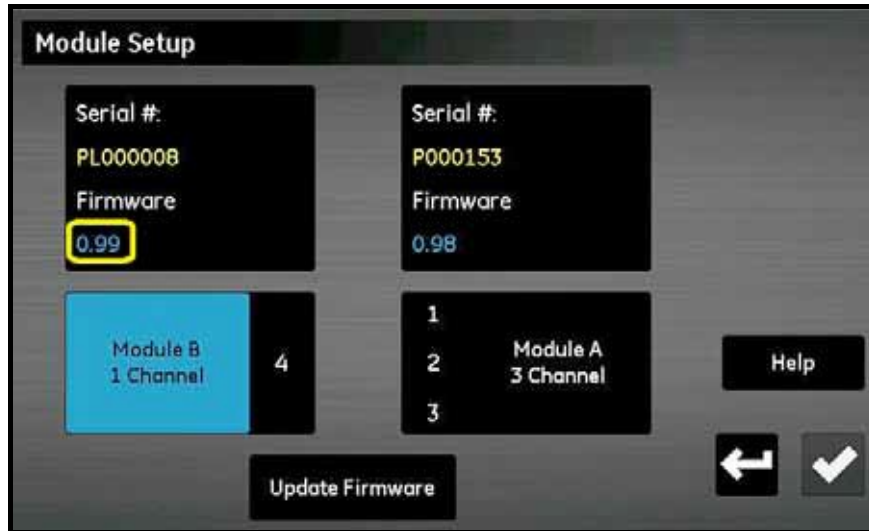 Module Setup
Serial #:
PL000008
Firmware
0.99
Serial #:
P000153
Firmware
0.98
Module B
1 Channel
4
1
2
3
Module A
3 Channel
Help
Update Firmware